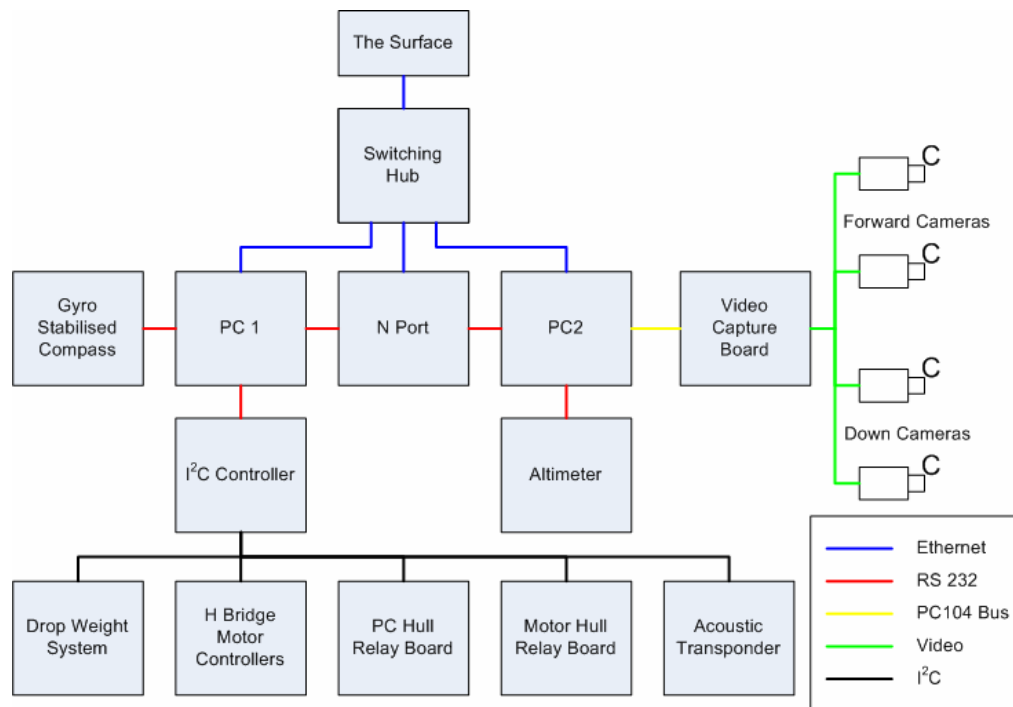 The Surface
Switching
Hub
C
Forward Cameras
C
Gyro
Stabilised
Compass
PC 1
N Port
PC2
Video
Capture
Board
C
Down Cameras
C
I²C Controller
Altimeter
Drop Weight
System
H Bridge
Motor
Controllers
PC Hull
Relay Board
Motor Hull
Relay Board
Acoustic
Transponder
Ethernet
RS 232
PC104 Bus
Video
I²C